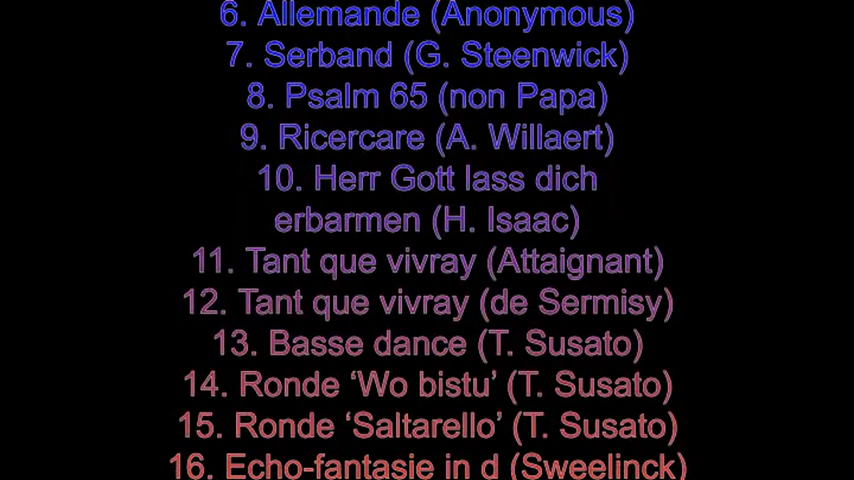 6. Allemande (Anonymous)
7. Serband (G. Steenwick)
8. Psalm 65 (non Papa)
9. Ricercare (A. Willaert)
10. Herr Gott lass dich
erbarmen (H. Isaac)
11. Tant que vivray (Attaignant)
12. Tant que vivray (de Sermisy)
13. Basse dance (T. Susato)
14. Ronde ‘Wo bistu’ (T. Susato)
15. Ronde ‘Saltarello’ (T. Susato)
16. Echo-fantasie in d (Sweelinck)